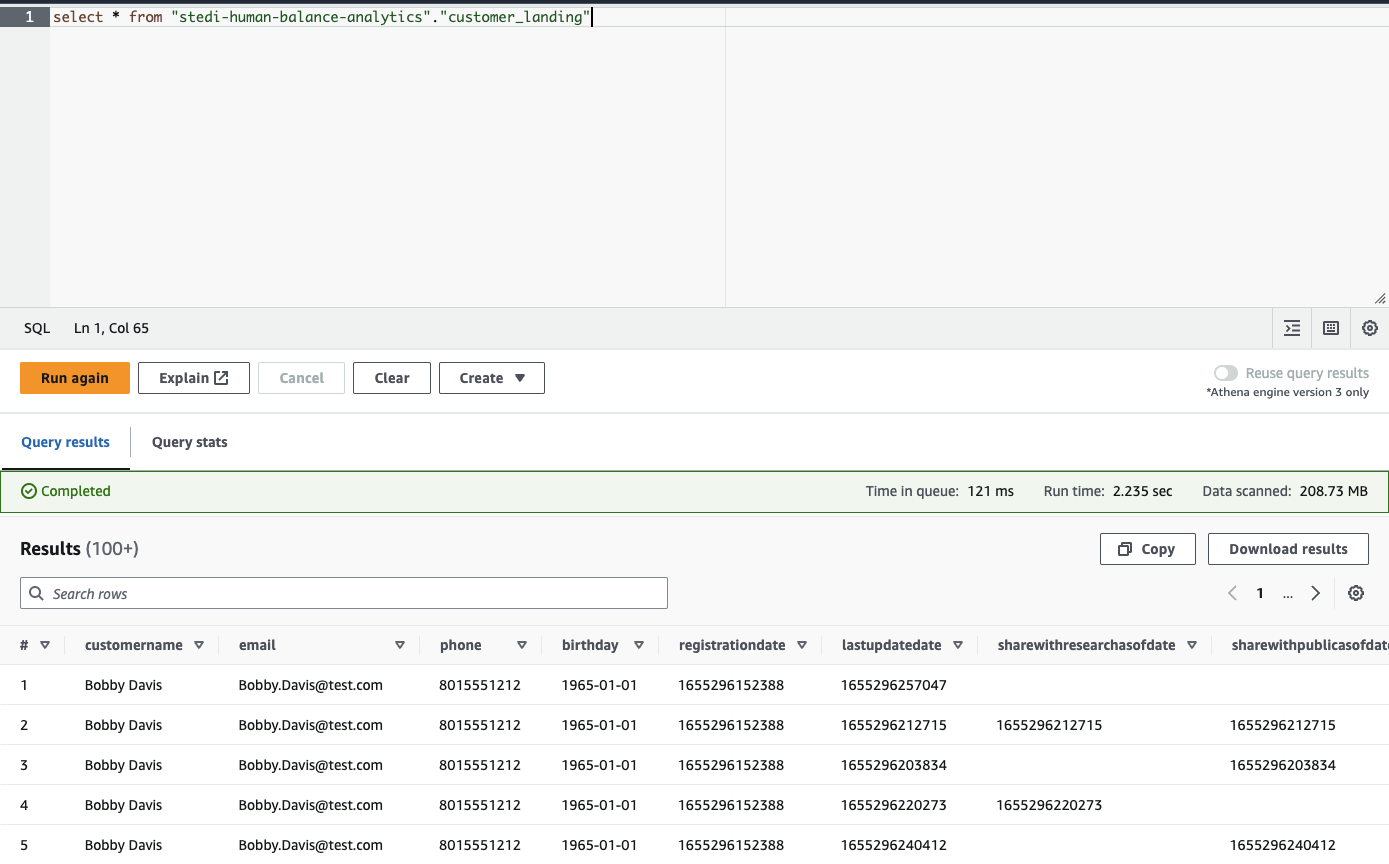 1 select * from "stedi-human-balance-analytics"."customer_landing"
SQL Ln 1, Col 65
Run again Explain Cancel Clear Create Reuse query results
*Athena engine version 3 only
Query results Query stats
Completed Time in queue: 121 ms Run time: 2.235 sec Data scanned: 208.73 MB
Results (100+) Copy Download results
Search rows 1 ...
# customername email phone birthday registrationdate lastupdatedate sharewithresearchasofdate sharewithpublicasofdate
1 Bobby Davis Bobby.Davis@test.com 8015551212 1965-01-01 1655296152388 1655296257047
2 Bobby Davis Bobby.Davis@test.com 8015551212 1965-01-01 1655296152388 1655296212715 1655296212715 1655296212715
3 Bobby Davis Bobby.Davis@test.com 8015551212 1965-01-01 1655296152388 1655296203834 1655296203834
4 Bobby Davis Bobby.Davis@test.com 8015551212 1965-01-01 1655296152388 1655296220273 1655296220273
5 Bobby Davis Bobby.Davis@test.com 8015551212 1965-01-01 1655296152388 1655296240412 1655296240412